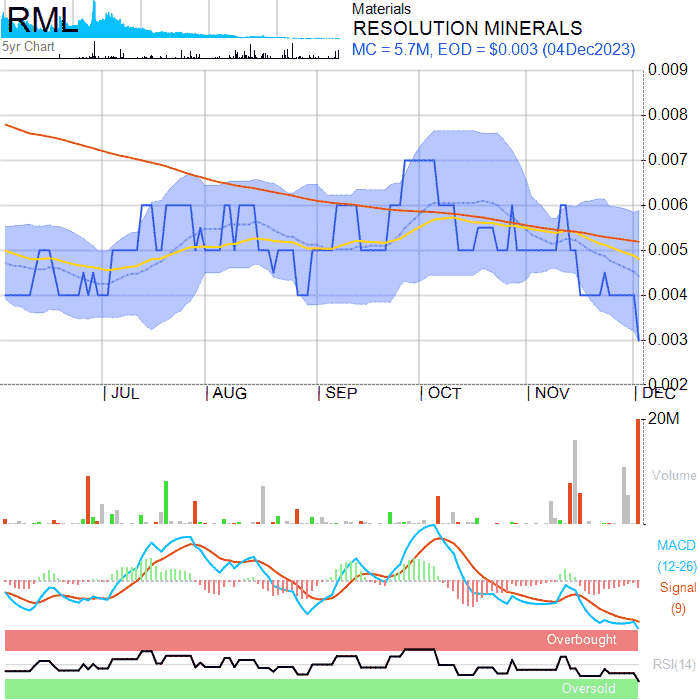 RML
5yr Chart
Materials
RESOLUTION MINERALS
MC = 5.7M, EOD = $0.003 (04Dec2023)
0.009
0.008
0.007
0.006
0.005
0.004
0.003
0.002
JUL AUG SEP OCT NOV DEC
20M
Volume
MACD
(12-26)
Signal
(9)
Overbought
RSI(14)
Oversold